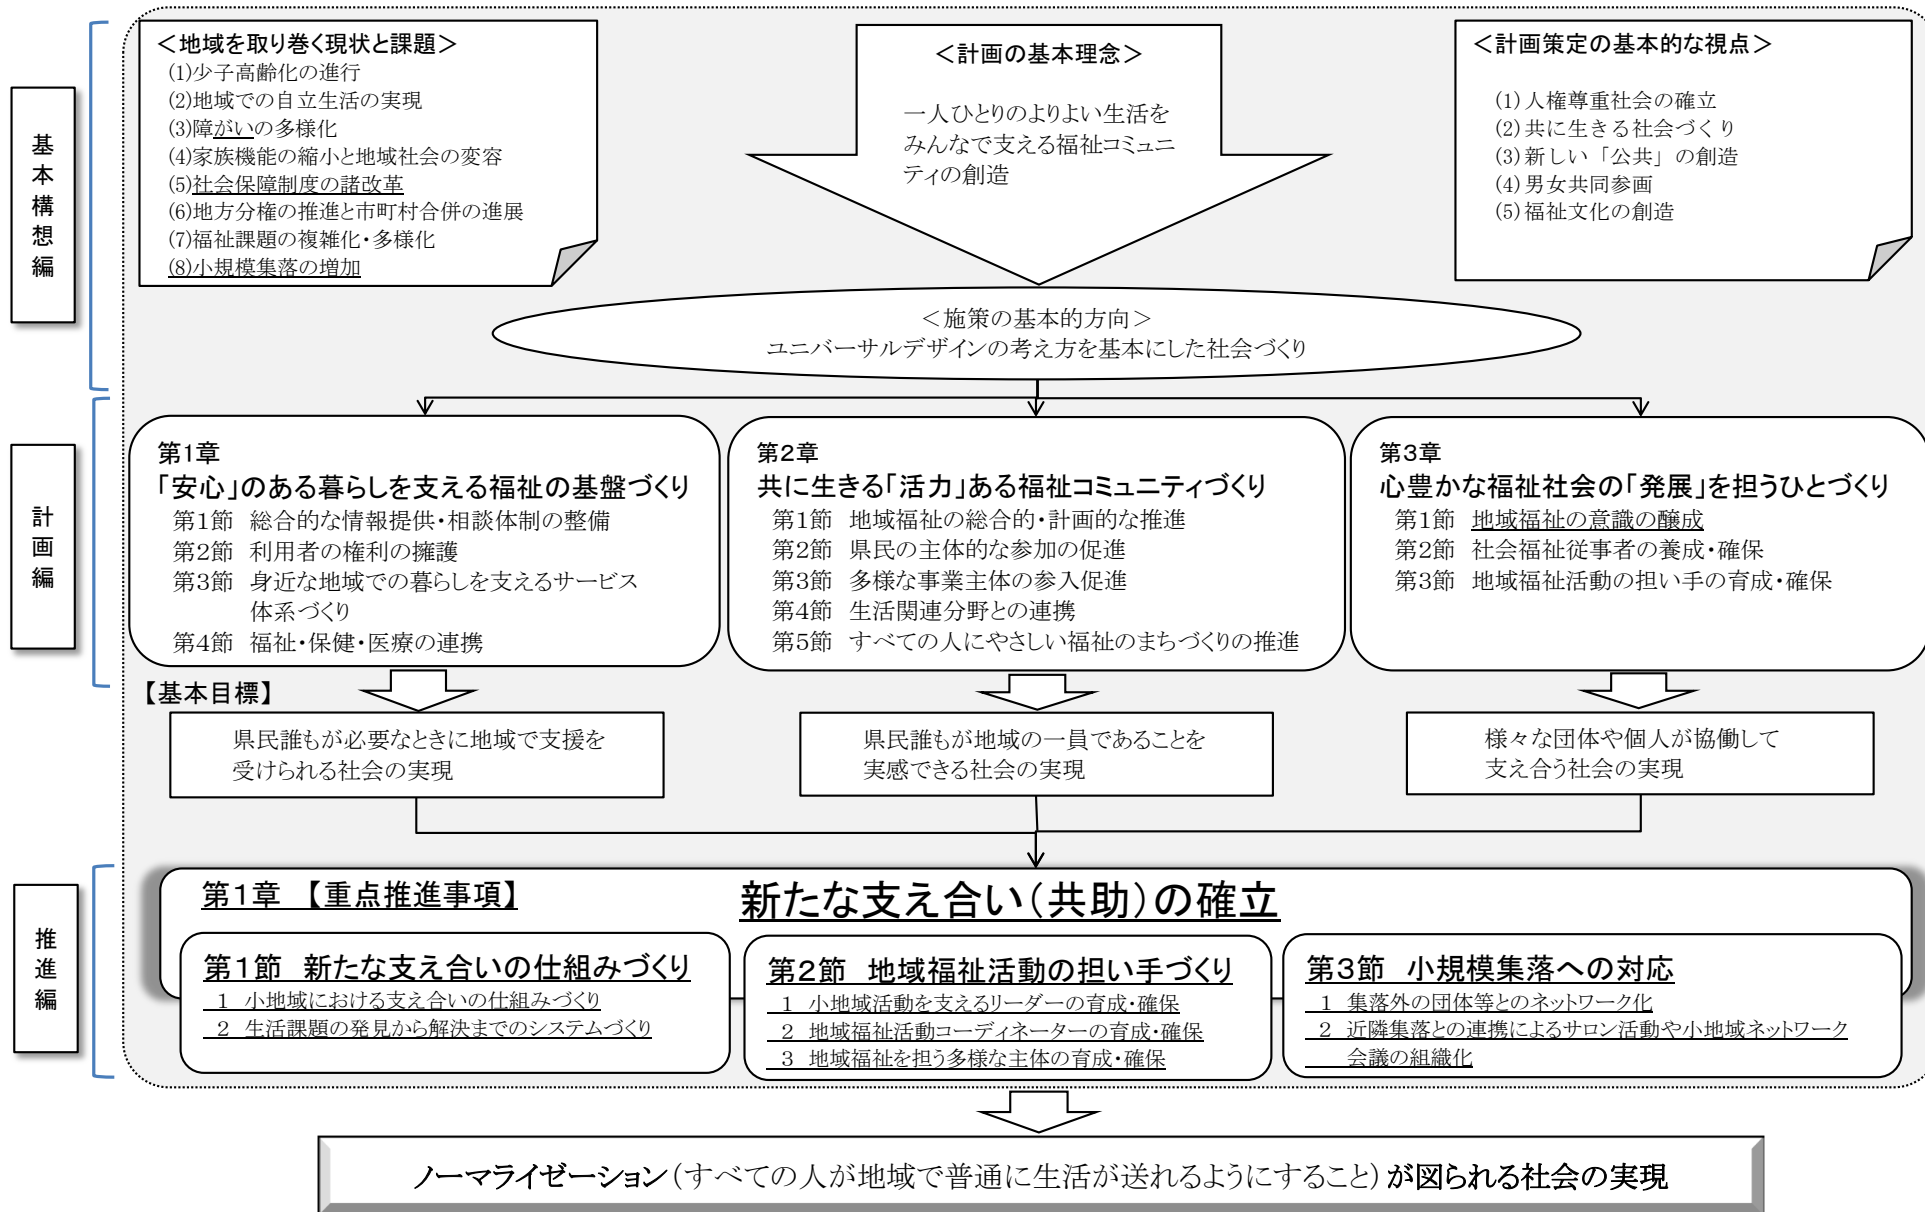 基本構想編
＜地域を取り巻く現状と課題＞
(1)少子高齢化の進行
(2)地域での自立生活の実現
(3)障がいの多様化
(4)家族機能の縮小と地域社会の変容
(5)社会保障制度の諸改革
(6)地方分権の推進と市町村合併の進展
(7)福祉課題の複雑化・多様化
(8)小規模集落の増加
＜計画の基本理念＞
一人ひとりのよりよい生活を
みんなで支える福祉コミュニ
ティの創造
＜計画策定の基本的な視点＞
(1)人権尊重社会の確立
(2)共に生きる社会づくり
(3)新しい「公共」の創造
(4)男女共同参画
(5)福祉文化の創造
＜施策の基本的方向＞
ユニバーサルデザインの考え方を基本にした社会づくり
計画編
第1章
「安心」のある暮らしを支える福祉の基盤づくり
第1節 総合的な情報提供・相談体制の整備
第2節 利用者の権利の擁護
第3節 身近な地域での暮らしを支えるサービス
体系づくり
第4節 福祉・保健・医療の連携
第2章
共に生きる「活力」ある福祉コミュニティづくり
第1節 地域福祉の総合的・計画的な推進
第2節 県民の主体的な参加の促進
第3節 多様な事業主体の参入促進
第4節 生活関連分野との連携
第5節 すべての人にやさしい福祉のまちづくりの推進
第3章
心豊かな福祉社会の「発展」を担うひとづくり
第1節 地域福祉の意識の醸成
第2節 社会福祉従事者の養成・確保
第3節 地域福祉活動の担い手の育成・確保
【基本目標】
県民誰もが必要なときに地域で支援を
受けられる社会の実現
県民誰もが地域の一員であることを
実感できる社会の実現
様々な団体や個人が協働して
支え合う社会の実現
推進編
第1章 【重点推進事項】
新たな支え合い（共助）の確立
第1節 新たな支え合いの仕組みづくり
1 小地域における支え合いの仕組みづくり
2 生活課題の発見から解決までのシステムづくり
第2節 地域福祉活動の担い手づくり
1 小地域活動を支えるリーダーの育成・確保
2 地域福祉活動コーディネーターの育成・確保
3 地域福祉を担う多様な主体の育成・確保
第3節 小規模集落への対応
1 集落外の団体等とのネットワーク化
2 近隣集落との連携によるサロン活動や小地域ネットワーク
会議の組織化
ノーマライゼーション（すべての人が地域で普通に生活が送れるようにすること）が図られる社会の実現